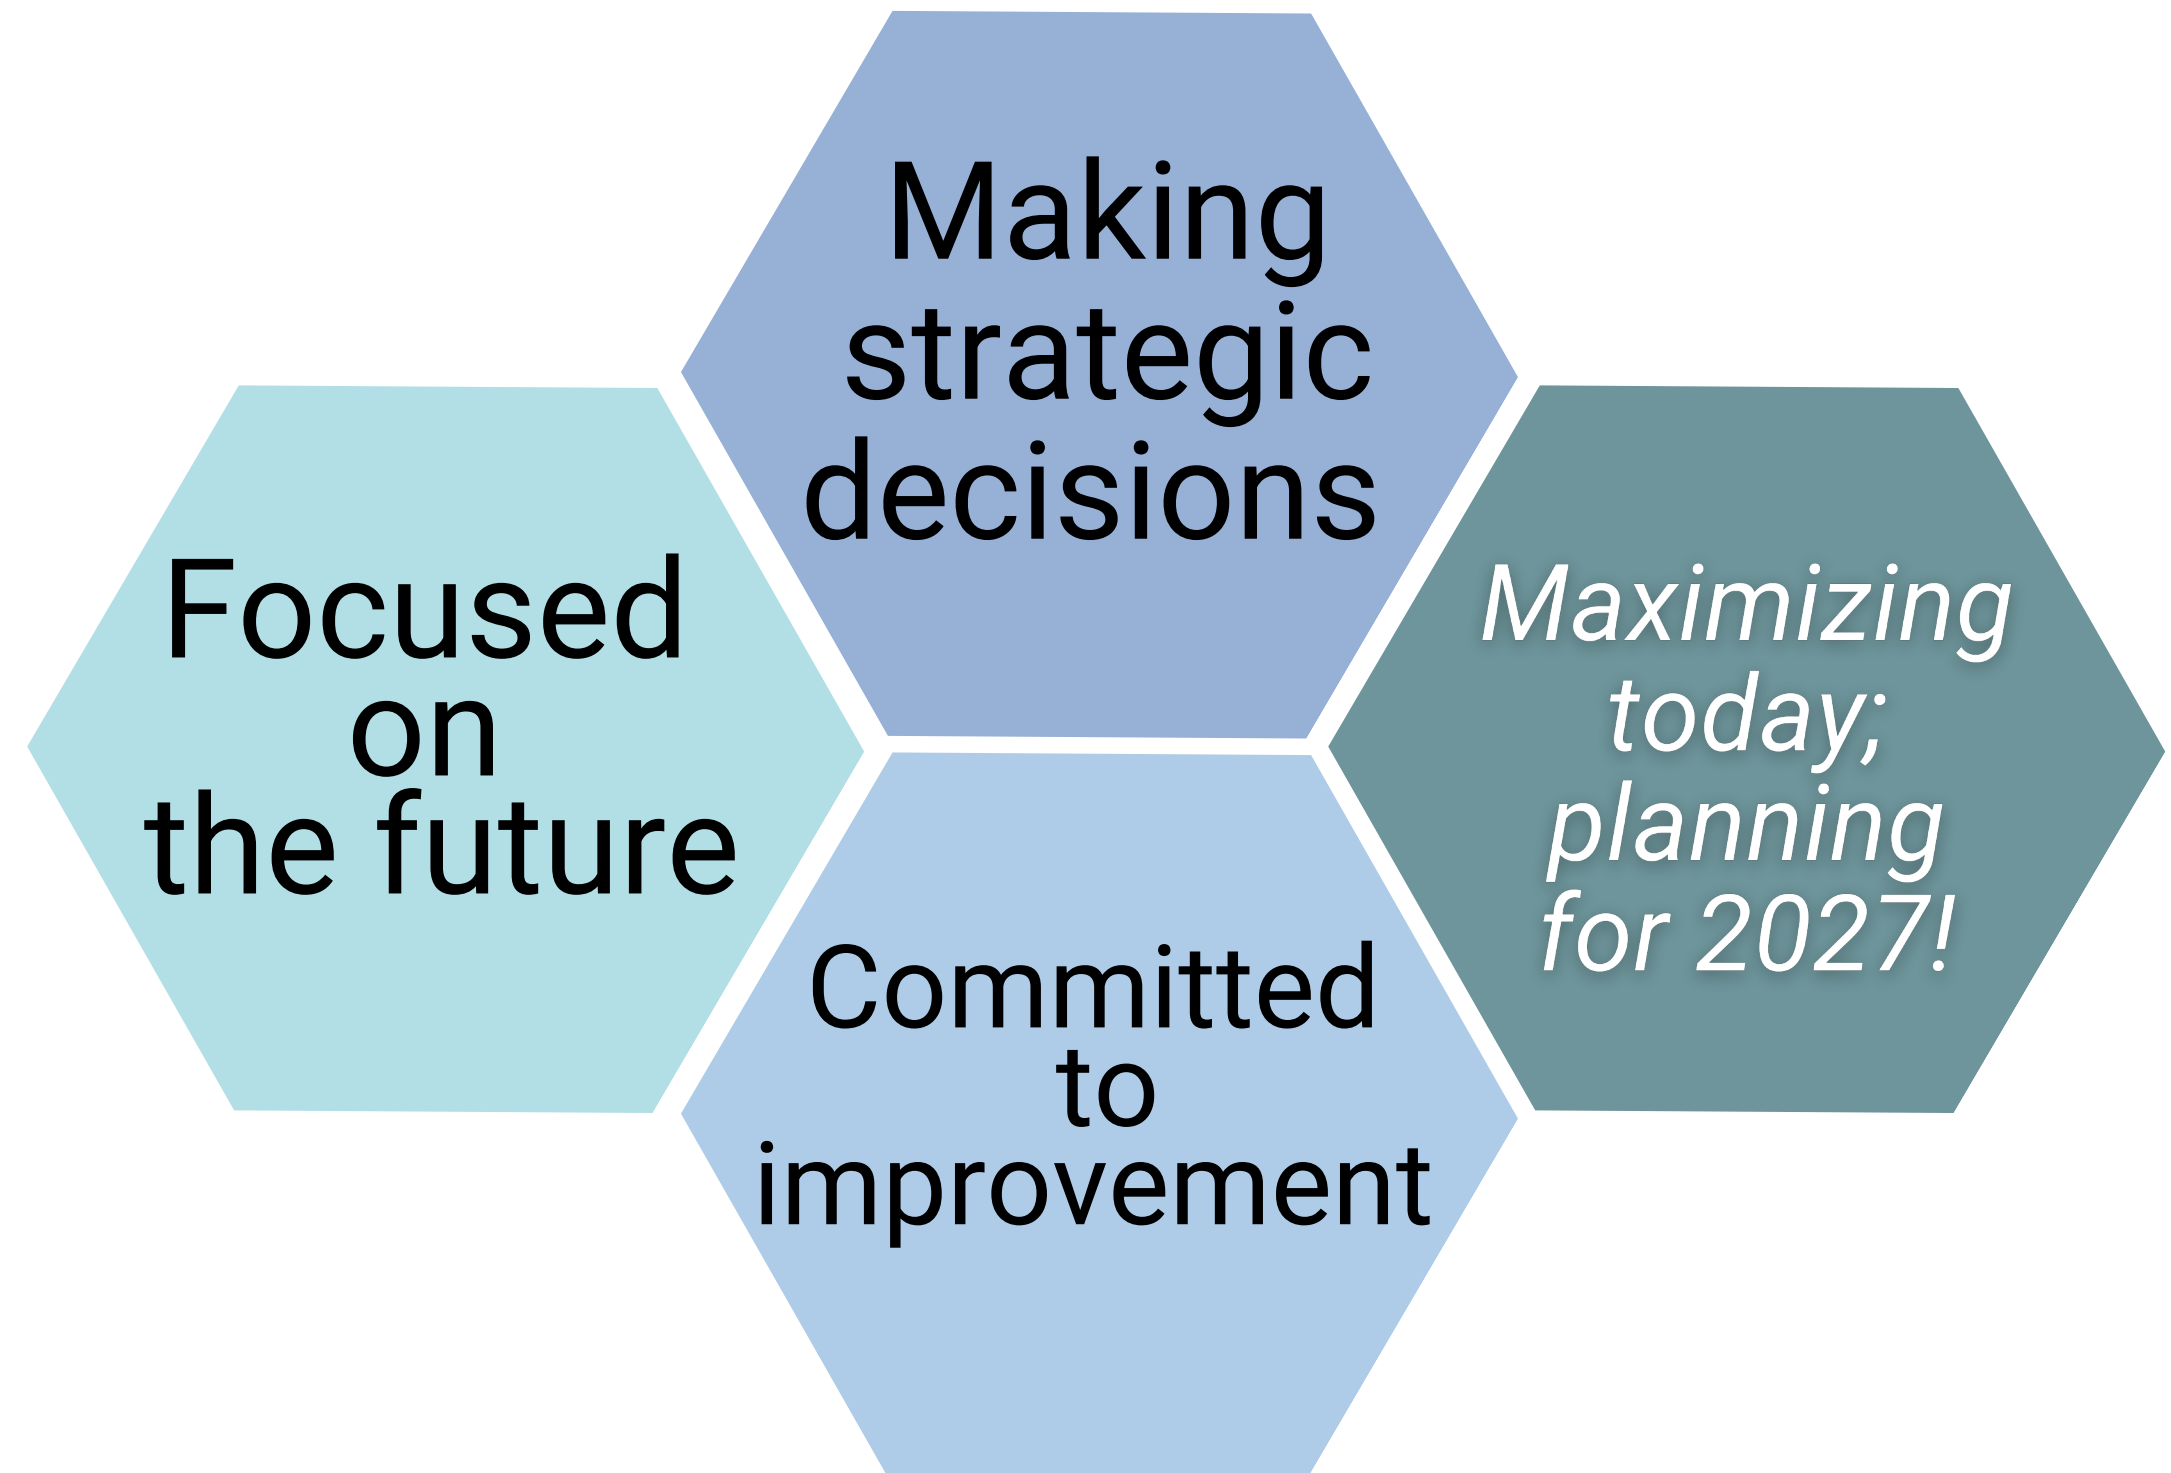 Making
strategic
decisions
Focused
on
the future
Maximizing
today;
planning
for 2027!
Committed
to
improvement